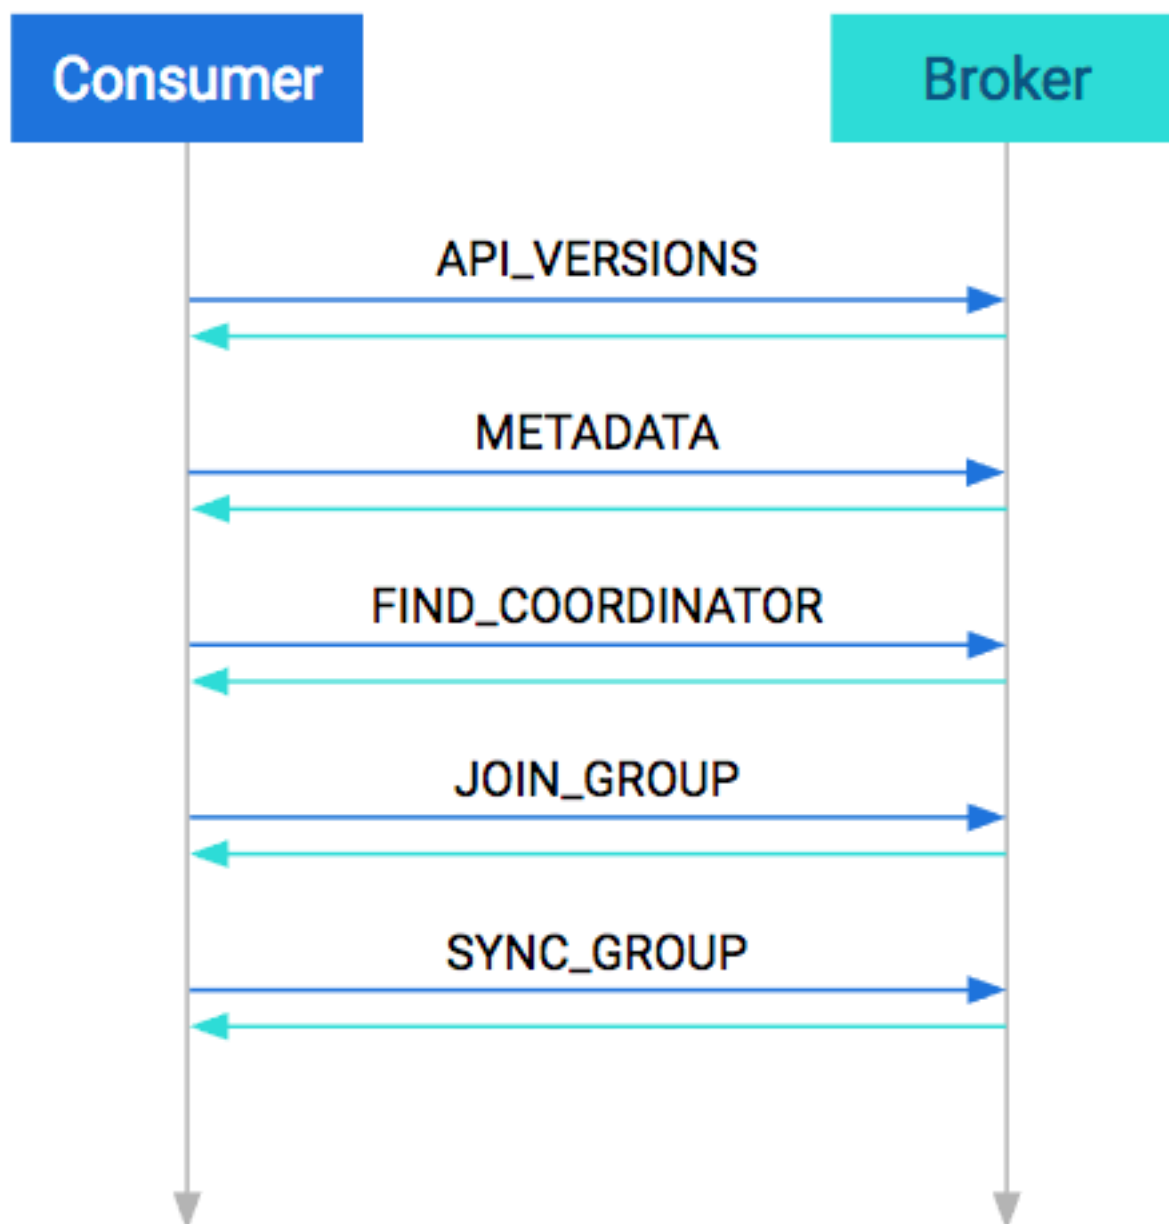 Consumer
Broker
API_VERSIONS
METADATA
FIND_COORDINATOR
JOIN_GROUP
SYNC_GROUP